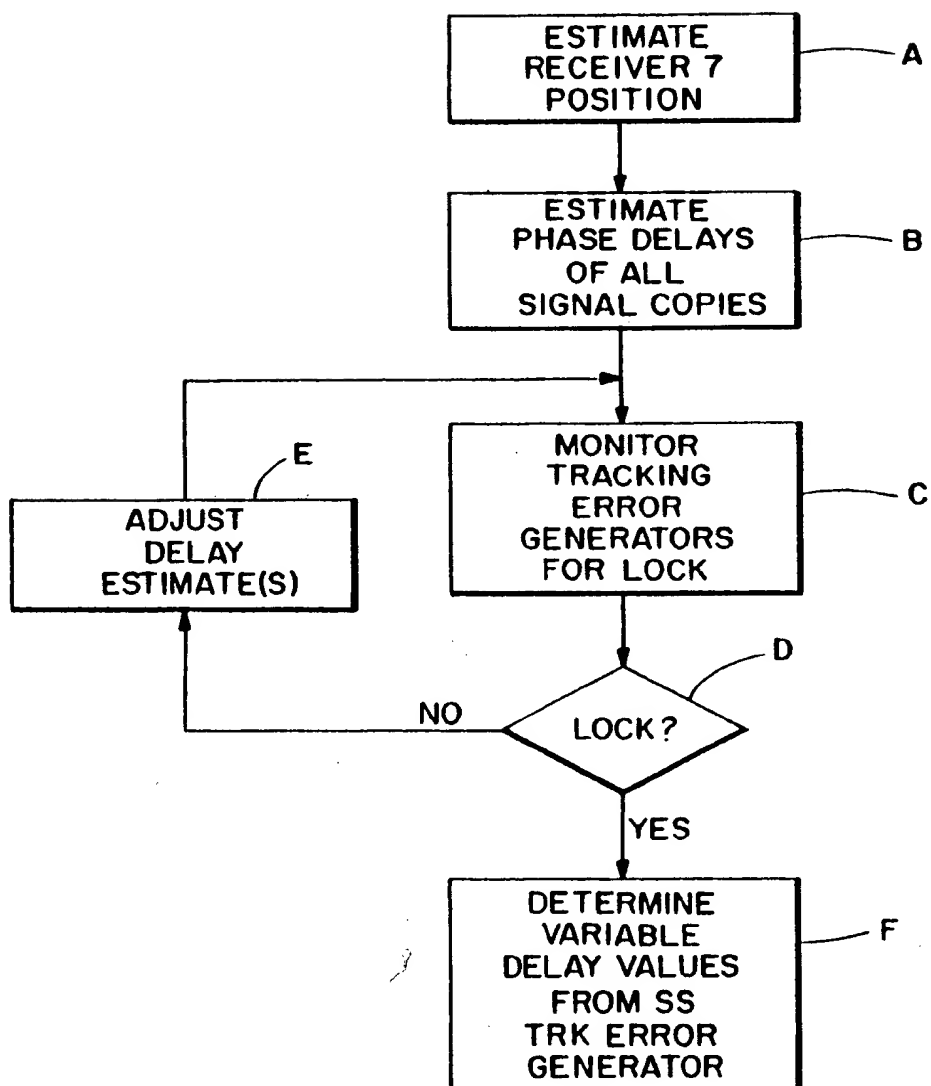 ESTIMATE
RECEIVER 7
POSITION
A
ESTIMATE
PHASE DELAYS
OF ALL
SIGNAL COPIES
B
MONITOR
TRACKING
ERROR
GENERATORS
FOR LOCK
C
E
ADJUST
DELAY
ESTIMATE(S)
D
LOCK?
NO
YES
DETERMINE
VARIABLE
DELAY VALUES
FROM SS
TRK ERROR
GENERATOR
F